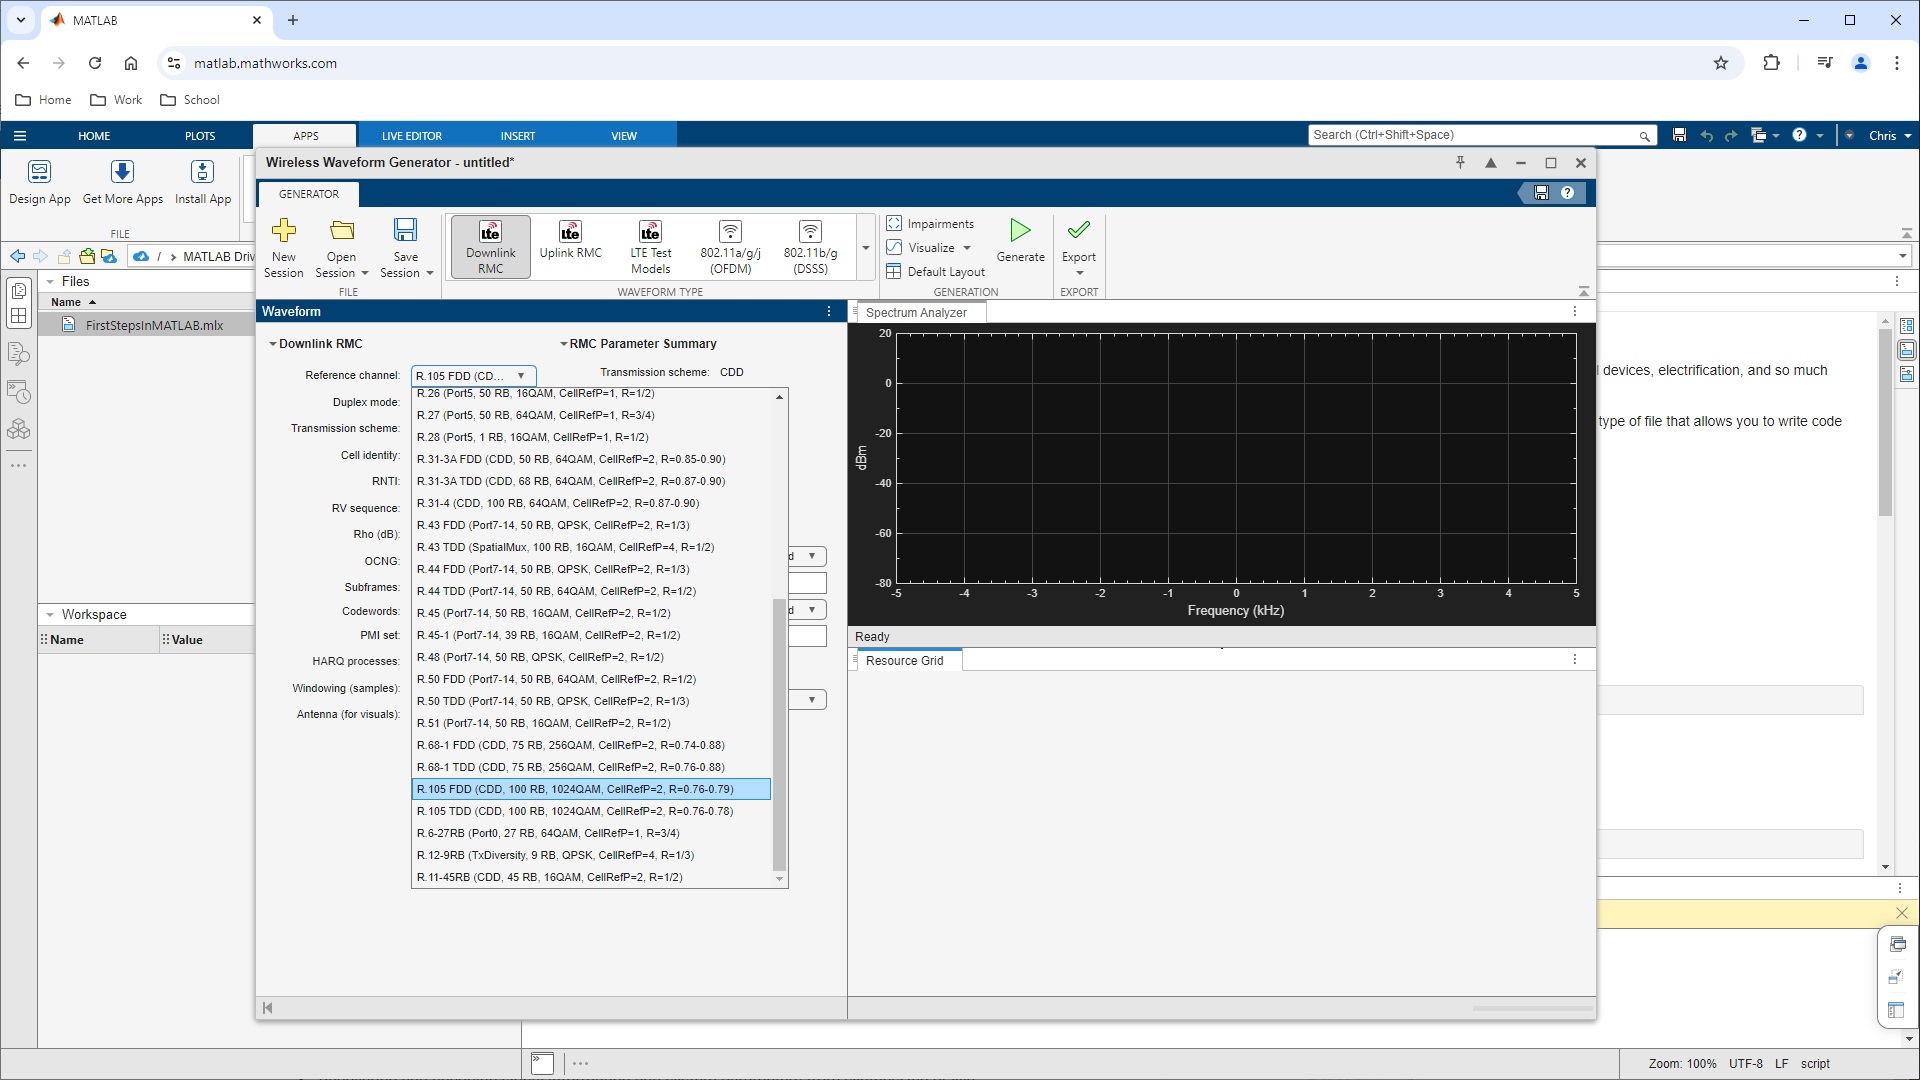 MATLAB
matlab.mathworks.com
Home
Work
School
HOME
PLOTS
APPS
LIVE EDITOR
INSERT
VIEW
Search (Ctrl+Shift+Space)
Chris
Design App
Get More Apps
Install App
FILE
Wireless Waveform Generator - untitled*
GENERATOR
New Session
Open Session
Save Session
FILE
Downlink RMC
Uplink RMC
LTE Test Models
802.11a/g/j (OFDM)
802.11b/g (DSSS)
WAVEFORM TYPE
Impairments
Visualize
Default Layout
Generate
GENERATION
Export
EXPORT
/ > MATLAB Driv
Files
Name
FirstStepsInMATLAB.mlx
Workspace
Name
Value
Waveform
Downlink RMC
Reference channel:
R.105 FDD (CD...
Duplex mode:
Transmission scheme:
Cell identity:
RNTI:
RV sequence:
Rho (dB):
OCNG:
Subframes:
Codewords:
PMI set:
HARQ processes:
Windowing (samples):
Antenna (for visuals):
RMC Parameter Summary
Transmission scheme: CDD
R.26 (Port5, 50 RB, 16QAM, CellRefP=1, R=1/2)
R.27 (Port5, 50 RB, 64QAM, CellRefP=1, R=3/4)
R.28 (Port5, 1 RB, 16QAM, CellRefP=1, R=1/2)
R.31-3A FDD (CDD, 50 RB, 64QAM, CellRefP=2, R=0.85-0.90)
R.31-3A TDD (CDD, 68 RB, 64QAM, CellRefP=2, R=0.87-0.90)
R.31-4 (CDD, 100 RB, 64QAM, CellRefP=2, R=0.87-0.90)
R.43 FDD (Port7-14, 50 RB, QPSK, CellRefP=2, R=1/3)
R.43 TDD (SpatialMux, 100 RB, 16QAM, CellRefP=4, R=1/2)
R.44 FDD (Port7-14, 50 RB, QPSK, CellRefP=2, R=1/3)
R.44 TDD (Port7-14, 50 RB, 64QAM, CellRefP=2, R=1/2)
R.45 (Port7-14, 50 RB, 16QAM, CellRefP=2, R=1/2)
R.45-1 (Port7-14, 39 RB, 16QAM, CellRefP=2, R=1/2)
R.48 (Port7-14, 50 RB, QPSK, CellRefP=2, R=1/2)
R.50 FDD (Port7-14, 50 RB, 64QAM, CellRefP=2, R=1/2)
R.50 TDD (Port7-14, 50 RB, QPSK, CellRefP=2, R=1/3)
R.51 (Port7-14, 50 RB, 16QAM, CellRefP=2, R=1/2)
R.68-1 FDD (CDD, 75 RB, 256QAM, CellRefP=2, R=0.74-0.88)
R.68-1 TDD (CDD, 75 RB, 256QAM, CellRefP=2, R=0.76-0.88)
R.105 FDD (CDD, 100 RB, 1024QAM, CellRefP=2, R=0.76-0.79)
R.105 TDD (CDD, 100 RB, 1024QAM, CellRefP=2, R=0.76-0.78)
R.6-27RB (Port0, 27 RB, 64QAM, CellRefP=1, R=3/4)
R.12-9RB (TxDiversity, 9 RB, QPSK, CellRefP=4, R=1/3)
R.11-45RB (CDD, 45 RB, 16QAM, CellRefP=2, R=1/2)
d
d
Spectrum Analyzer
20
0
-20
-40
-60
-80
dBm
-5 -4 -3 -2 -1 0 1 2 3 4 5
Frequency (kHz)
Ready
Resource Grid
l devices, electrification, and so much
type of file that allows you to write code
Zoom: 100% UTF-8 LF script